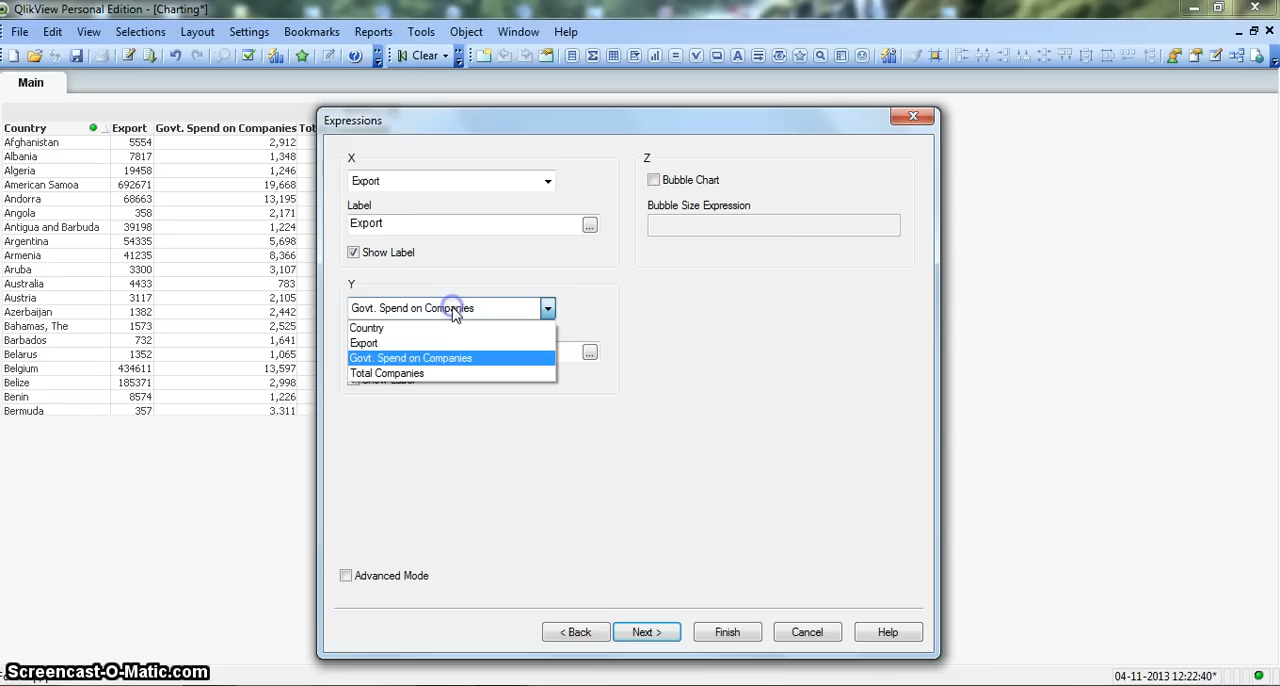 QlikView Personal Edition - [Charting*]
File Edit View Selections Layout Settings Bookmarks Reports Tools Object Window Help
Clear
Main
Country Export Govt. Spend on Companies Tot
Afghanistan 5554 2,912
Albania 7817 1,348
Algeria 19458 1,246
American Samoa 692671 19,668
Andorra 68663 13,195
Angola 358 2,171
Antigua and Barbuda 39198 1,224
Argentina 54335 5,698
Armenia 41235 8,366
Aruba 3300 3,107
Australia 4433 783
Austria 3117 2,105
Azerbaijan 1382 2,442
Bahamas, The 1573 2,525
Barbados 732 1,641
Belarus 1352 1,065
Belgium 434611 13,597
Belize 185371 2,998
Benin 8574 1,226
Bermuda 357 3,311
Expressions
X
Export
Label
Export
...
Show Label
Z
Bubble Chart
Bubble Size Expression
Y
Govt. Spend on Companies
Country
Export
Govt. Spend on Companies
Total Companies
...
Show Label
Advanced Mode
< Back Next > Finish Cancel Help
Screencast-O-Matic.com
04-11-2013 12:22:40*